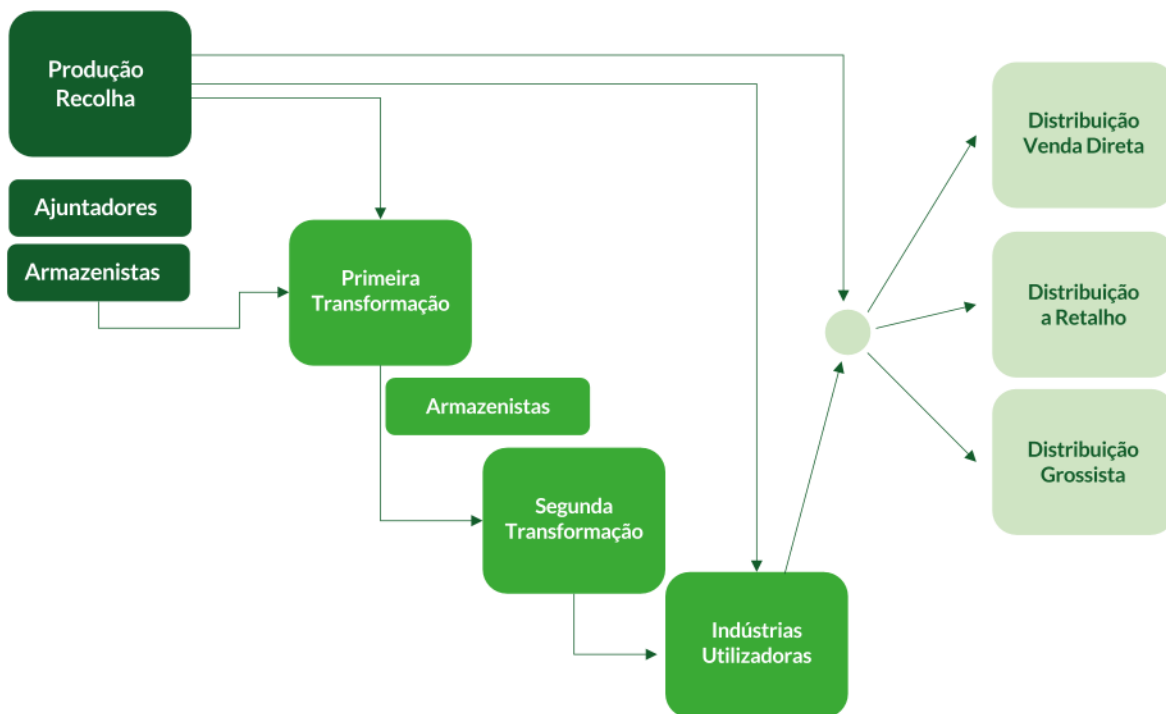 Produção
Recolha
Ajuntadores
Armazenistas
Primeira
Transformação
Armazenistas
Segunda
Transformação
Indústrias
Utilizadoras
Distribuição
Venda Direta
Distribuição
a Retalho
Distribuição
Grossista